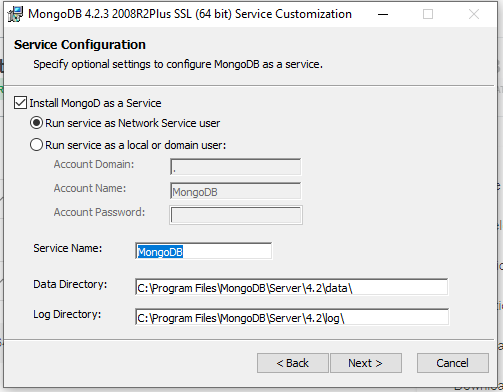 MongoDB 4.2.3 2008R2Plus SSL (64 bit) Service Customization
Service Configuration
Specify optional settings to configure MongoDB as a service.
Install MongoD as a Service
Run service as Network Service user
Run service as a local or domain user:
Account Domain:
.
Account Name:
MongoDB
Account Password:
Service Name:
MongoDB
Data Directory:
C:\Program Files\MongoDB\Server\4.2\data\
Log Directory:
C:\Program Files\MongoDB\Server\4.2\log\
< Back
Next >
Cancel